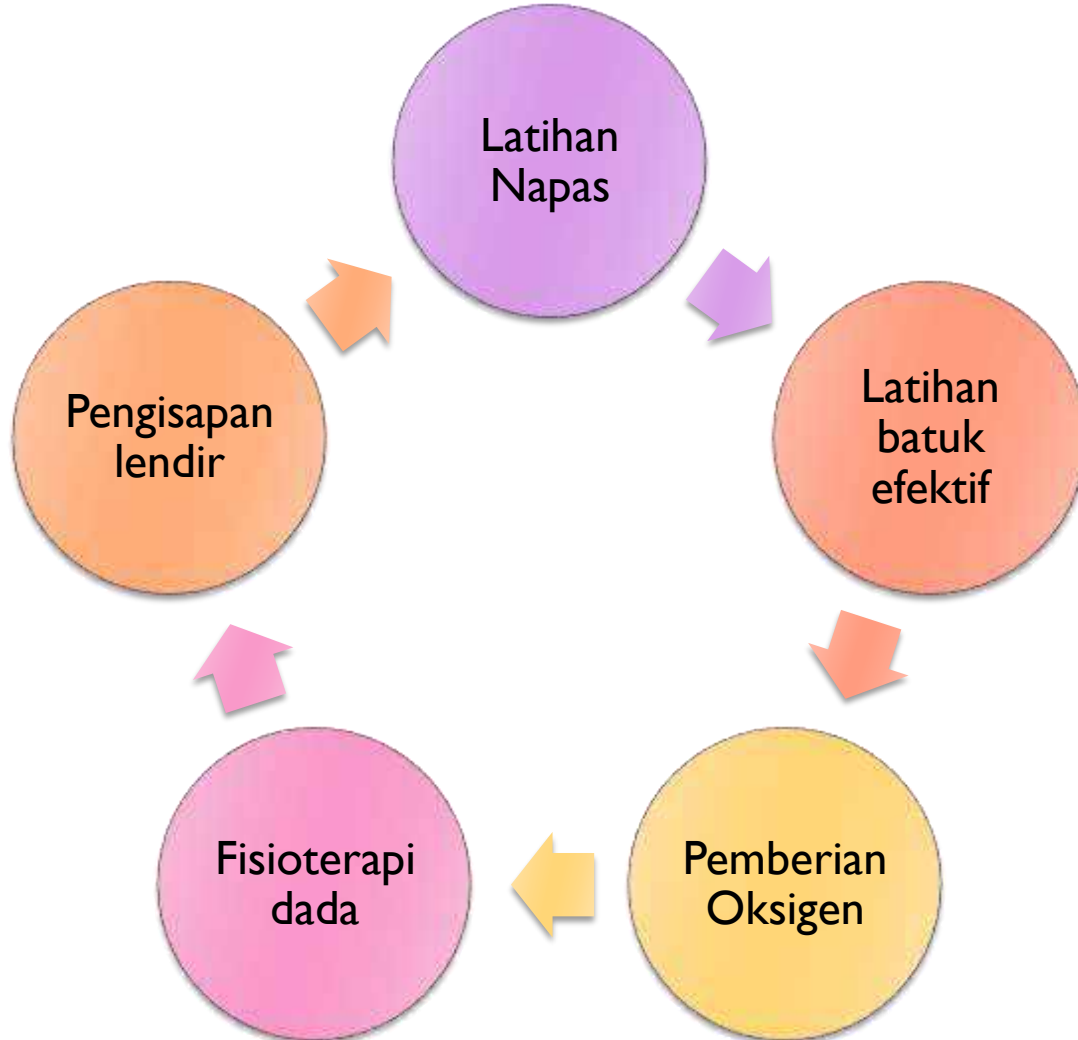 Latihan
Napas
Latihan
batuk
efektif
Pemberian
Oksigen
Fisioterapi
dada
Pengisapan
lendir